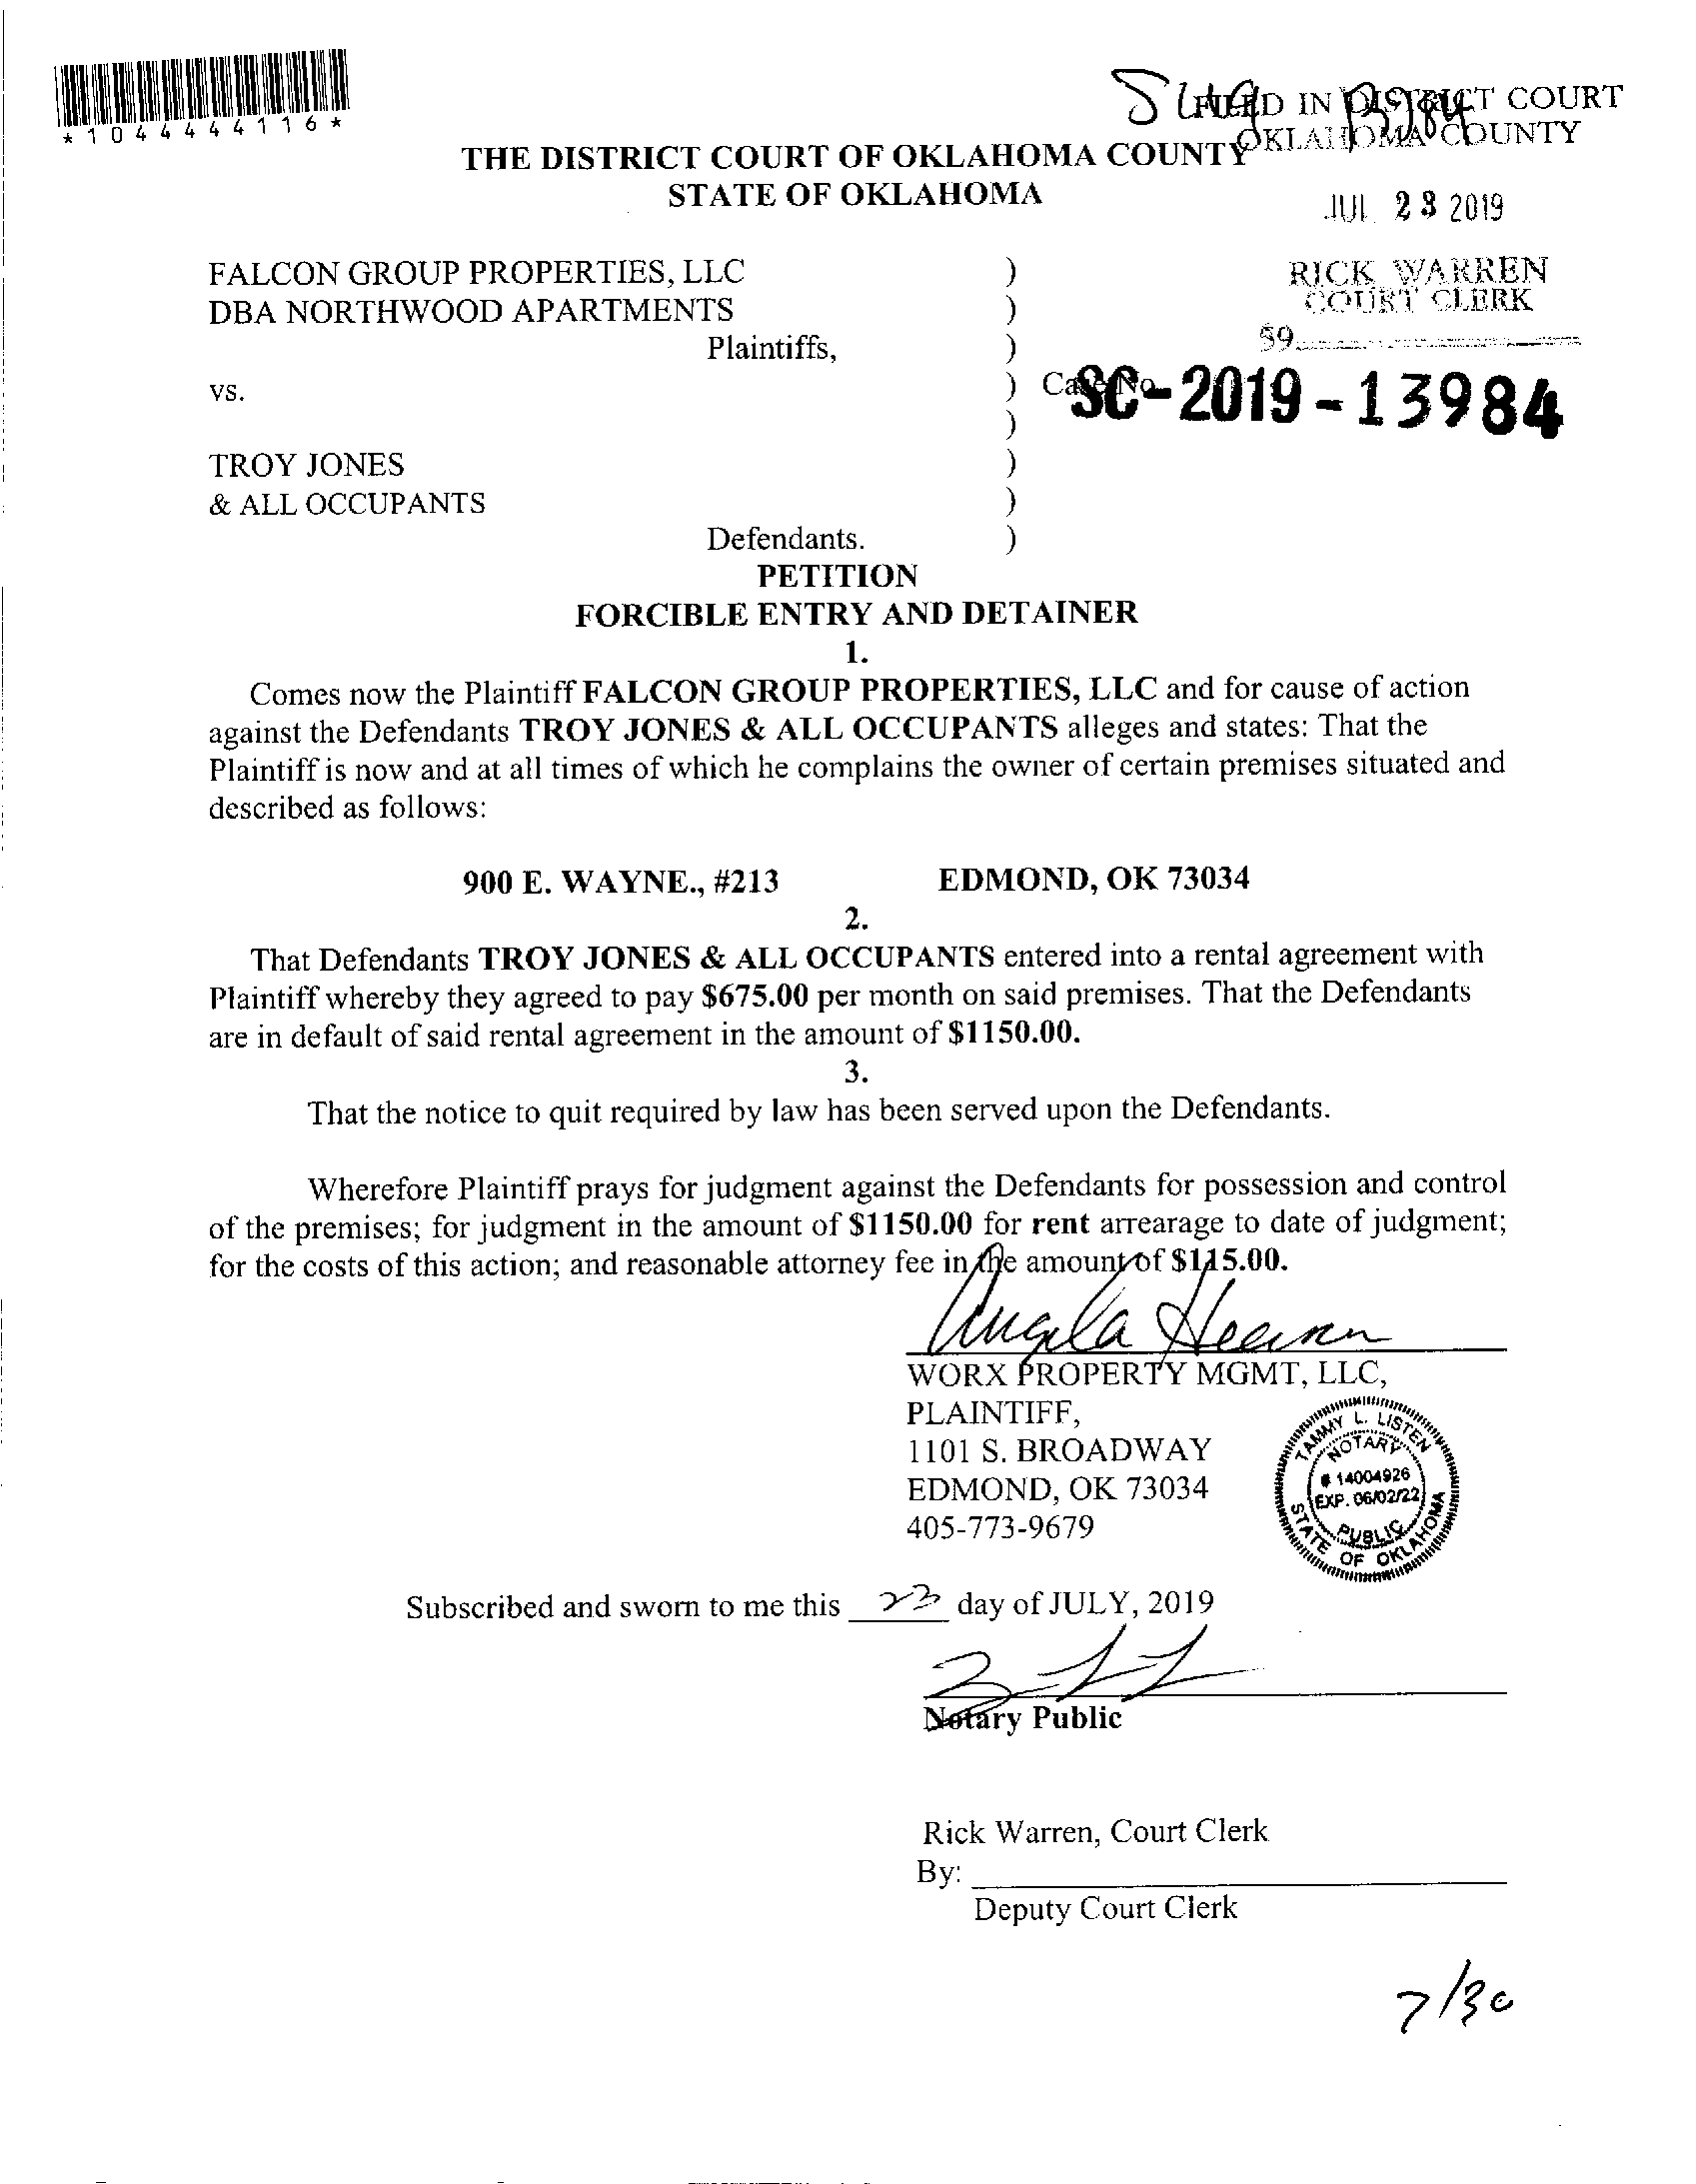 *1044444116*
FILED IN DISTRICT COURT
OKLAHOMA COUNTY
THE DISTRICT COURT OF OKLAHOMA COUNTY
STATE OF OKLAHOMA
JUL 23 2019
FALCON GROUP PROPERTIES, LLC )
DBA NORTHWOOD APARTMENTS )
Plaintiffs, )
RICK WARREN
COURT CLERK
59
vs. ) Case No.
SC-2019-13984
)
TROY JONES )
& ALL OCCUPANTS )
Defendants. )
PETITION
FORCIBLE ENTRY AND DETAINER
1.
Comes now the Plaintiff FALCON GROUP PROPERTIES, LLC and for cause of action
against the Defendants TROY JONES & ALL OCCUPANTS alleges and states: That the
Plaintiff is now and at all times of which he complains the owner of certain premises situated and
described as follows:
900 E. WAYNE., #213 EDMOND, OK 73034
2.
That Defendants TROY JONES & ALL OCCUPANTS entered into a rental agreement with
Plaintiff whereby they agreed to pay $675.00 per month on said premises. That the Defendants
are in default of said rental agreement in the amount of $1150.00.
3.
That the notice to quit required by law has been served upon the Defendants.
Wherefore Plaintiff prays for judgment against the Defendants for possession and control
of the premises; for judgment in the amount of $1150.00 for rent arrearage to date of judgment;
for the costs of this action; and reasonable attorney fee in the amount of $115.00.
Angela
WORX PROPERTY MGMT, LLC,
PLAINTIFF,
1101 S. BROADWAY
EDMOND, OK 73034
405-773-9679
TAMMY L. LISTEN
NOTARY
# 14004926
EXP. 06/02/22
PUBLIC
STATE OF OKLAHOMA
Subscribed and sworn to me this 23 day of JULY, 2019
Notary Public
Rick Warren, Court Clerk
By:
Deputy Court Clerk
7/30